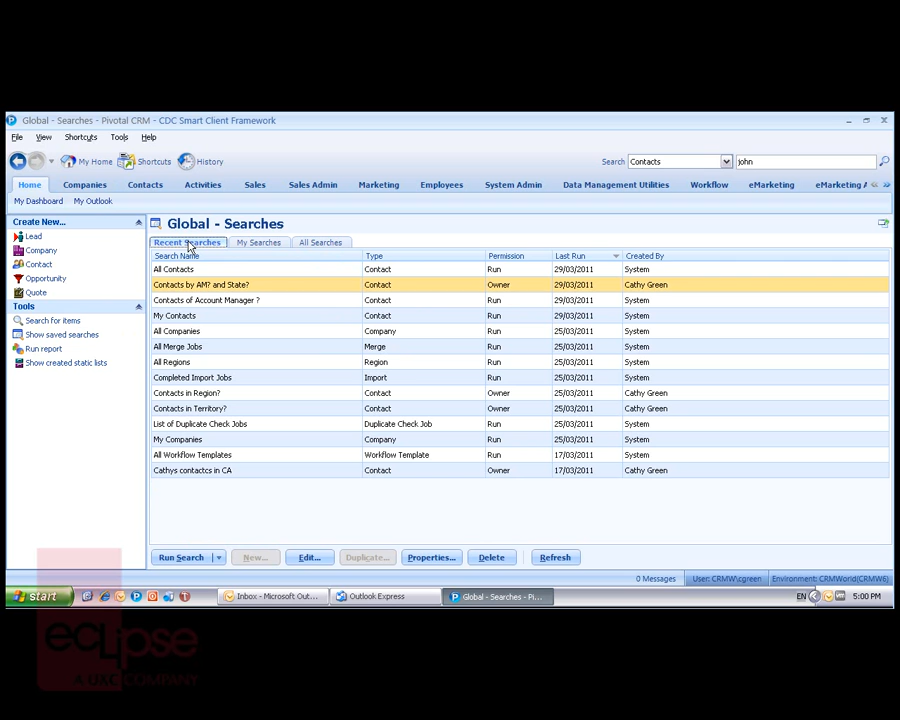 Global - Searches - Pivotal CRM - CDC Smart Client Framework
File View Shortcuts Tools Help
My Home Shortcuts History Search Contacts john
Home Companies Contacts Activities Sales Sales Admin Marketing Employees System Admin Data Management Utilities Workflow eMarketing eMarketing A
My Dashboard My Outlook
Create New...
Lead
Company
Contact
Opportunity
Quote
Tools
Search for items
Show saved searches
Run report
Show created static lists
Global - Searches
Recent Searches My Searches All Searches
Search Name Type Permission Last Run Created By
All Contacts Contact Run 29/03/2011 System
Contacts by AM? and State? Contact Owner 29/03/2011 Cathy Green
Contacts of Account Manager ? Contact Run 29/03/2011 System
My Contacts Contact Run 29/03/2011 System
All Companies Company Run 25/03/2011 System
All Merge Jobs Merge Run 25/03/2011 System
All Regions Region Run 25/03/2011 System
Completed Import Jobs Import Run 25/03/2011 System
Contacts in Region? Contact Owner 25/03/2011 Cathy Green
Contacts in Territory? Contact Owner 25/03/2011 Cathy Green
List of Duplicate Check Jobs Duplicate Check Job Run 25/03/2011 System
My Companies Company Run 25/03/2011 System
All Workflow Templates Workflow Template Run 17/03/2011 System
Cathys contactcs in CA Contact Owner 17/03/2011 Cathy Green
Run Search New... Edit... Duplicate... Properties... Delete Refresh
0 Messages User: CRMW\cgreen Environment: CRMWorld(CRMW6)
start Inbox - Microsoft Out... Outlook Express Global - Searches - Pi... EN 5:00 PM
eclipse
A UXC COMPANY